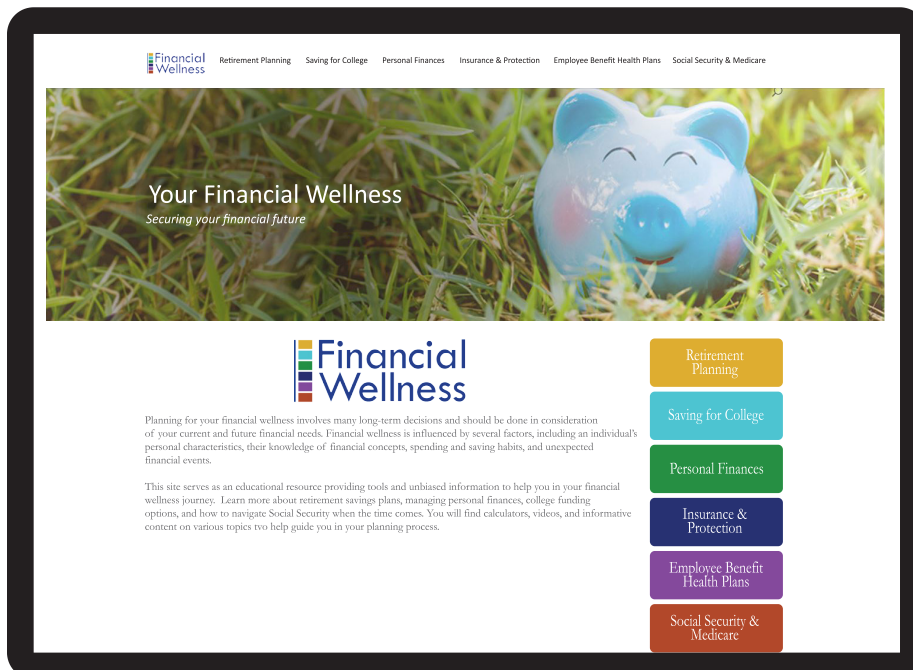 Financial
Wellness
Retirement Planning Saving for College Personal Finances Insurance & Protection Employee Benefit Health Plans Social Security & Medicare
Your Financial Wellness
Securing your financial future
Financial
Wellness
Planning for your financial wellness involves many long-term decisions and should be done in consideration
of your current and future financial needs. Financial wellness is influenced by several factors, including an individual's
personal characteristics, their knowledge of financial concepts, spending and saving habits, and unexpected
financial events.
This site serves as an educational resource providing tools and unbiased information to help you in your financial
wellness journey. Learn more about retirement savings plans, managing personal finances, college funding
options, and how to navigate Social Security when the time comes. You will find calculators, videos, and informative
content on various topics tvo help guide you in your planning process.
Retirement
Planning
Saving for College
Personal Finances
Insurance &
Protection
Employee Benefit
Health Plans
Social Security &
Medicare